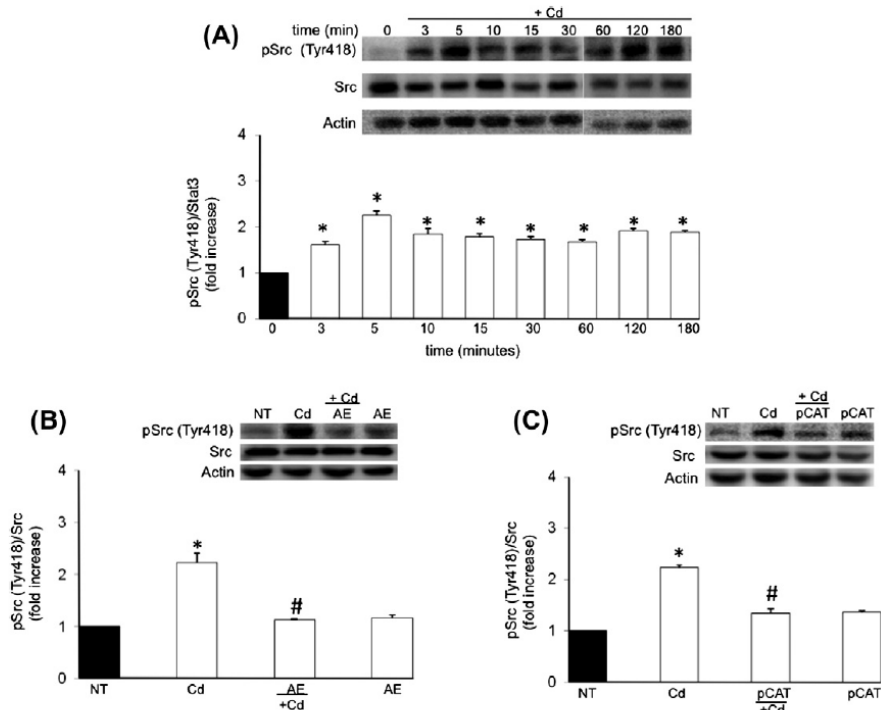 (A)
+ Cd
time (min) 0 3 5 10 15 30 60 120 180
pSrc (Tyr418)
Src
Actin
pSrc (Tyr418)/Stat3
(fold increase)
4
3
2
1
0
* * * * * * * *
0 3 5 10 15 30 60 120 180
time (minutes)
(B)
+ Cd
NT Cd AE AE
pSrc (Tyr418)
Src
Actin
pSrc (Tyr418)/Src
(fold increase)
4
3
2
1
0
*
#
NT Cd AE AE
+Cd
(C)
+ Cd
NT Cd pCAT pCAT
pSrc (Tyr418)
Src
Actin
pSrc (Tyr418)/Src
(fold increase)
4
3
2
1
0
*
#
NT Cd pCAT pCAT
+Cd